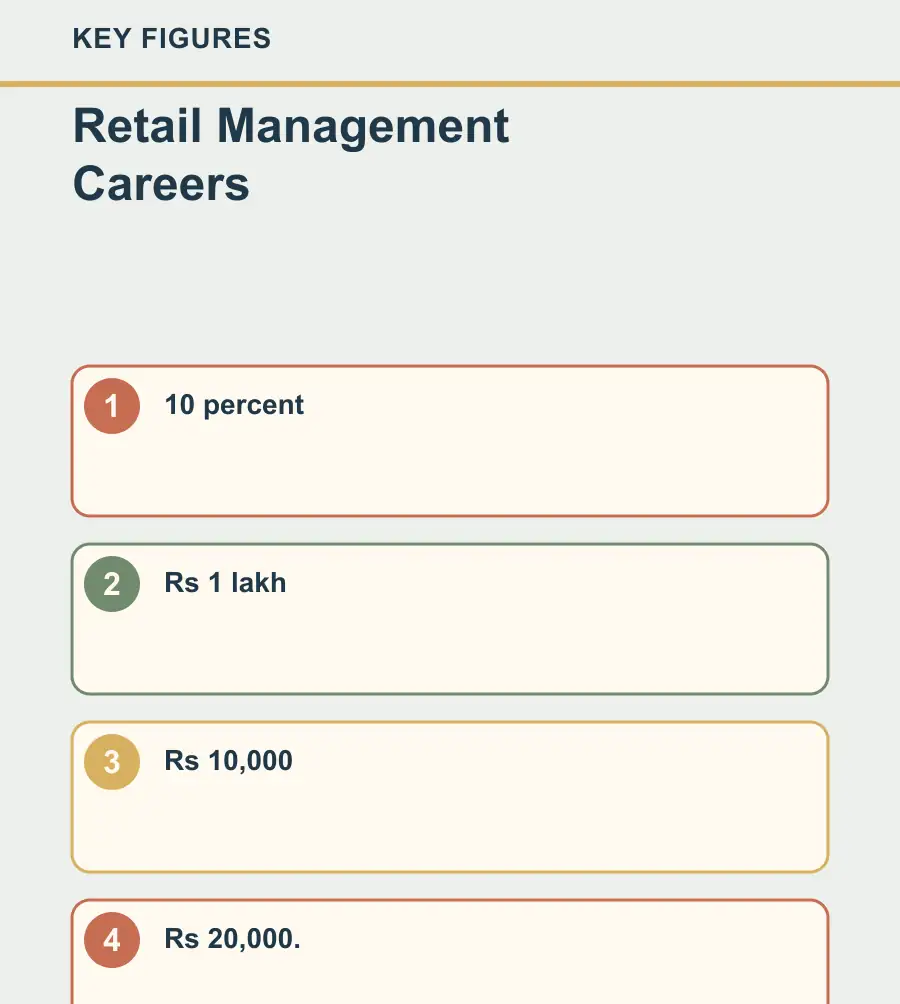 KEY FIGURES
Retail Management
Careers
1 10 percent
2 Rs 1 lakh
3 Rs 10,000
4 Rs 20,000.